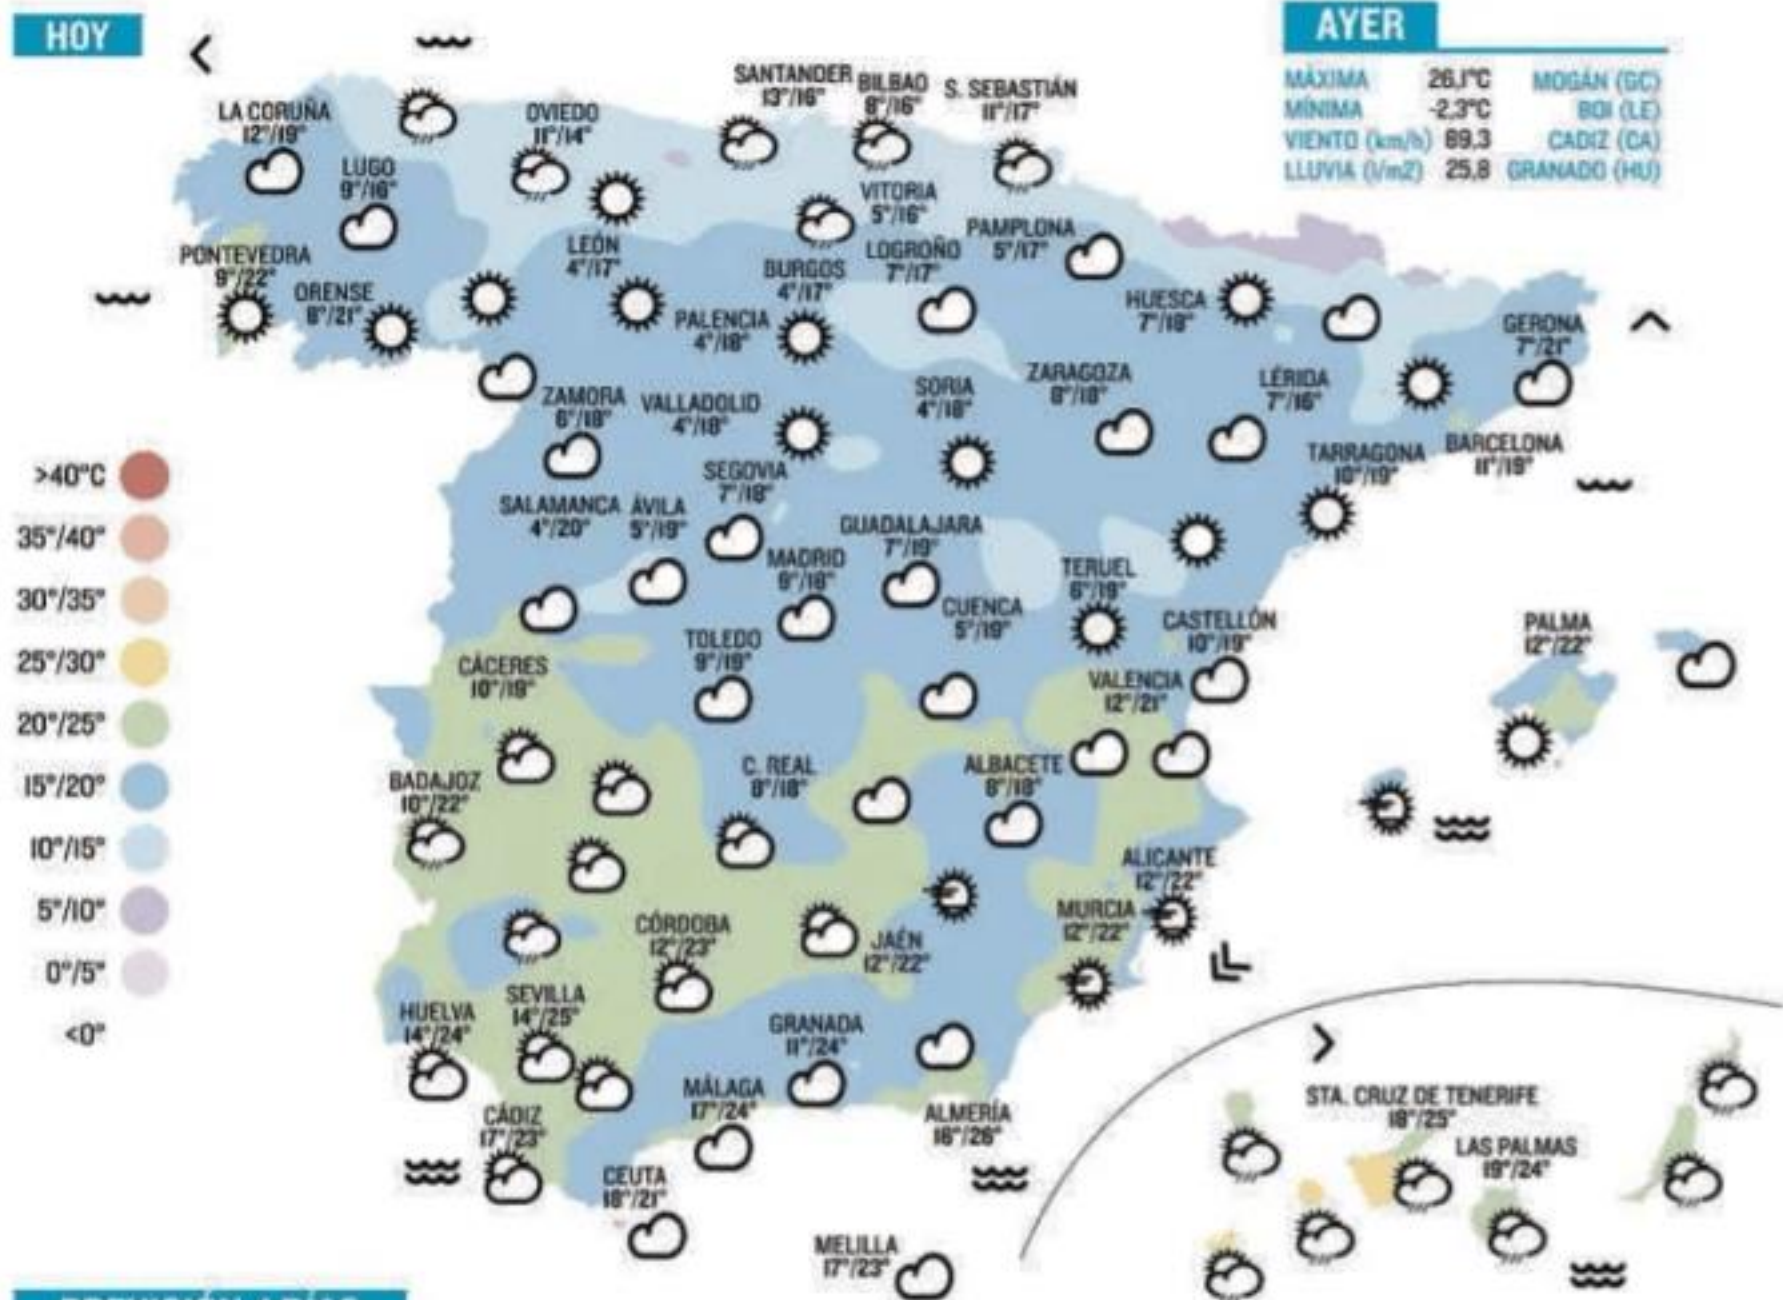 HOY
AYER
MÁXIMA 26,1°C MOGÁN (GC)
MÍNIMA -2,3°C BOI (LE)
VIENTO (km/h) 89,3 CADIZ (CA)
LLUVIA (l/m2) 25,8 GRANADO (HU)
SANTANDER
13°/16°
BILBAO
8°/16°
S. SEBASTIÁN
11°/17°
LA CORUÑA
12°/19°
OVIEDO
11°/14°
LUGO
9°/16°
VITORIA
5°/16°
PAMPLONA
5°/17°
PONTEVEDRA
9°/22°
LEÓN
4°/17°
LOGROÑO
7°/17°
BURGOS
4°/17°
ORENSE
8°/21°
PALENCIA
4°/18°
HUESCA
7°/18°
GERONA
7°/21°
ZAMORA
6°/18°
VALLADOLID
4°/18°
SORIA
4°/18°
ZARAGOZA
8°/18°
LÉRIDA
7°/16°
TARRAGONA
10°/19°
BARCELONA
11°/19°
SEGOVIA
7°/18°
SALAMANCA
4°/20°
ÁVILA
5°/19°
GUADALAJARA
7°/19°
MADRID
9°/18°
TERUEL
6°/19°
CUENCA
5°/19°
CASTELLÓN
10°/19°
PALMA
12°/22°
TOLEDO
9°/19°
CÁCERES
10°/19°
VALENCIA
12°/21°
BADAJOZ
10°/22°
C. REAL
8°/18°
ALBACETE
8°/18°
ALICANTE
12°/22°
MURCIA
12°/22°
CÓRDOBA
12°/23°
JAÉN
12°/22°
HUELVA
14°/24°
SEVILLA
14°/25°
GRANADA
11°/24°
MÁLAGA
17°/24°
CÁDIZ
17°/23°
ALMERÍA
16°/26°
CEUTA
18°/21°
MELILLA
17°/23°
STA. CRUZ DE TENERIFE
18°/25°
LAS PALMAS
19°/24°
>40°C
35°/40°
30°/35°
25°/30°
20°/25°
15°/20°
10°/15°
5°/10°
0°/5°
<0°